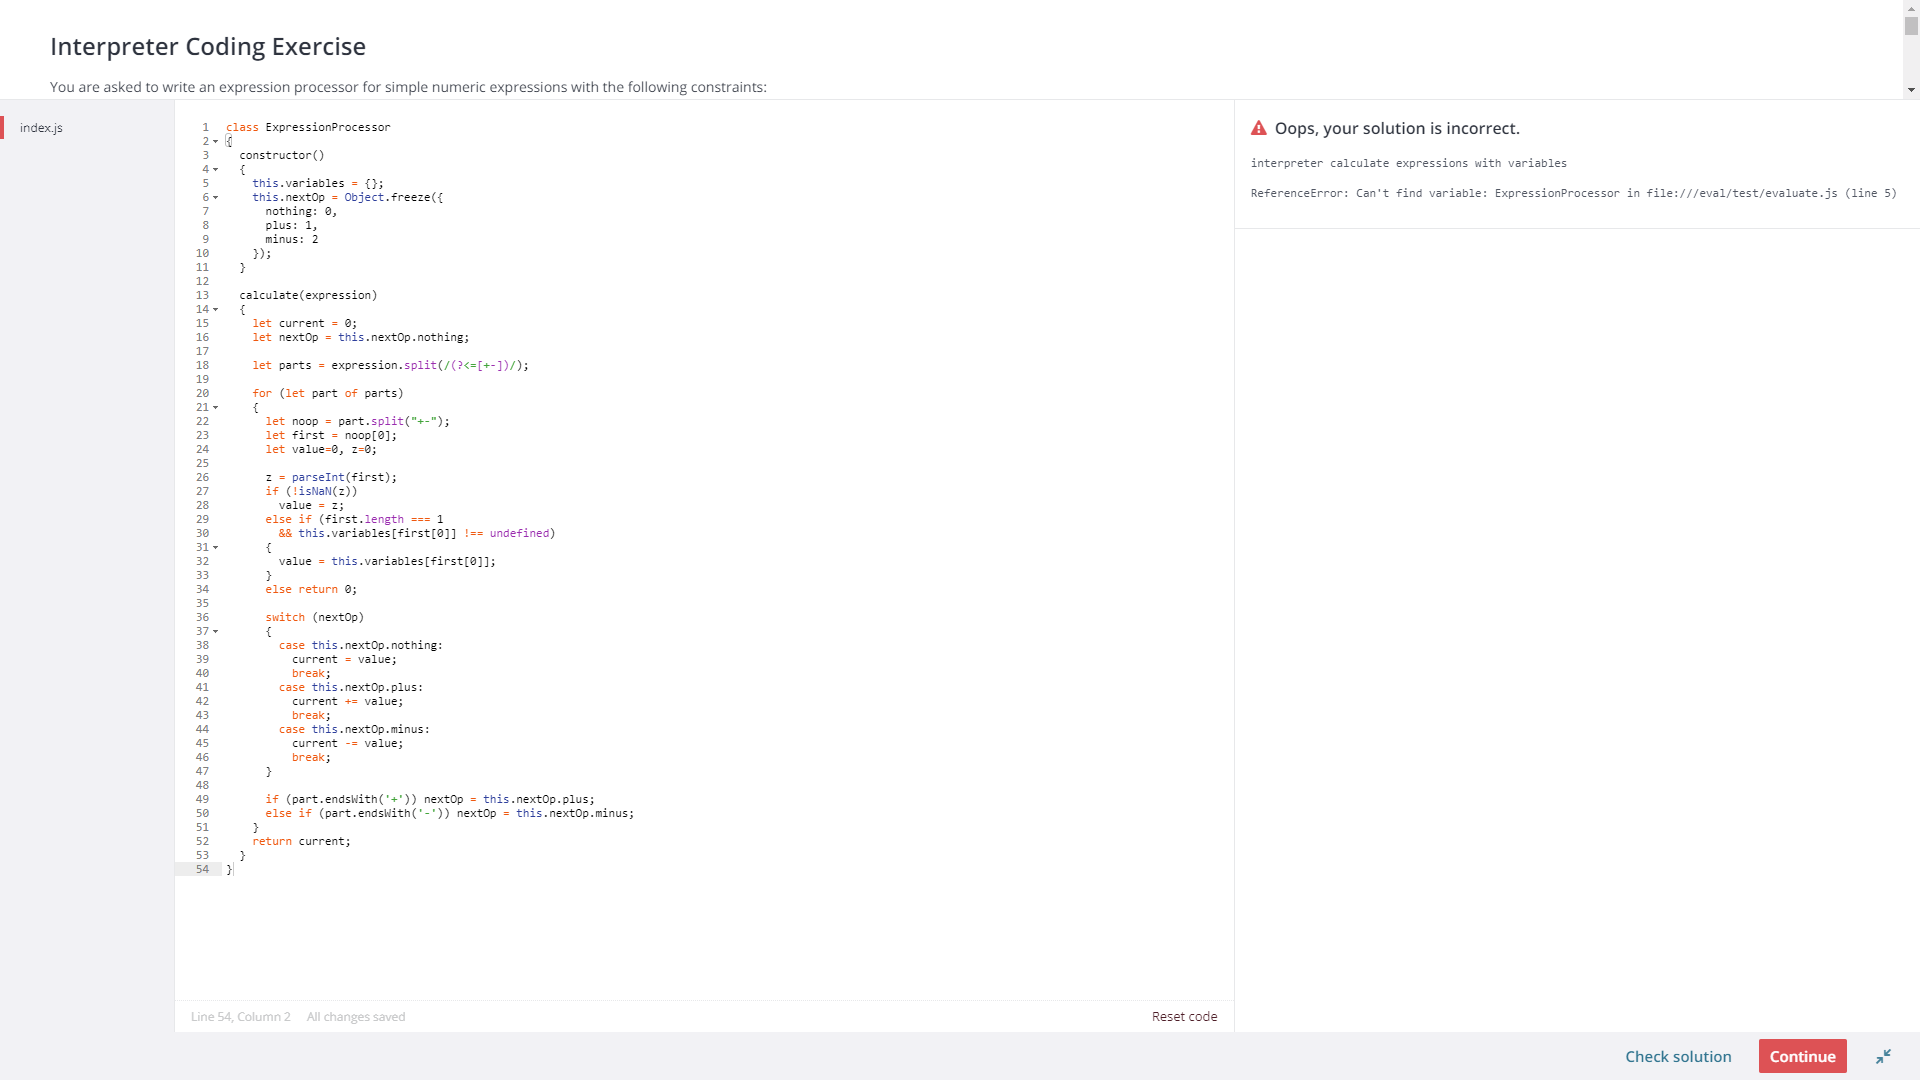 Interpreter Coding Exercise
You are asked to write an expression processor for simple numeric expressions with the following constraints:
index.js
1 class ExpressionProcessor
2 {
3   constructor()
4   {
5     this.variables = {};
6     this.nextOp = Object.freeze({
7       nothing: 0,
8       plus: 1,
9       minus: 2
10     });
11   }
12
13   calculate(expression)
14   {
15     let current = 0;
16     let nextOp = this.nextOp.nothing;
17
18     let parts = expression.split(/(?<=[+-])/);
19
20     for (let part of parts)
21     {
22       let noop = part.split("+-");
23       let first = noop[0];
24       let value=0, z=0;
25
26       z = parseInt(first);
27       if (!isNaN(z))
28         value = z;
29       else if (first.length === 1
30         && this.variables[first[0]] !== undefined)
31       {
32         value = this.variables[first[0]];
33       }
34       else return 0;
35
36       switch (nextOp)
37       {
38         case this.nextOp.nothing:
39           current = value;
40           break;
41         case this.nextOp.plus:
42           current += value;
43           break;
44         case this.nextOp.minus:
45           current -= value;
46           break;
47       }
48
49       if (part.endsWith('+')) nextOp = this.nextOp.plus;
50       else if (part.endsWith('-')) nextOp = this.nextOp.minus;
51     }
52     return current;
53   }
54 }
Line 54, Column 2 All changes saved
Reset code
Oops, your solution is incorrect.
interpreter calculate expressions with variables
ReferenceError: Can't find variable: ExpressionProcessor in file:///eval/test/evaluate.js (line 5)
Check solution
Continue